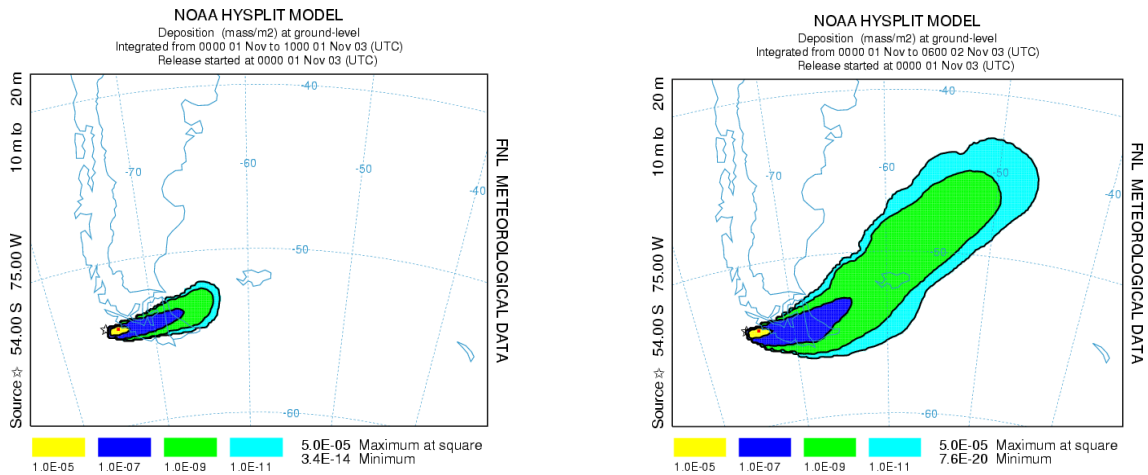 NOAA HYSPLIT MODEL
Deposition (mass/m2) at ground-level
Integrated from 0000 01 Nov to 1000 01 Nov 03 (UTC)
Release started at 0000 01 Nov 03 (UTC)
Source ☆ 54.00 S 75.00 W 10 m to 20 m
-40
-50
-70
-60
-40
-50
-60
FNL METEOROLOGICAL DATA
1.0E-05 1.0E-07 1.0E-09 1.0E-11
5.0E-05 Maximum at square
3.4E-14 Minimum
NOAA HYSPLIT MODEL
Deposition (mass/m2) at ground-level
Integrated from 0000 01 Nov to 0600 02 Nov 03 (UTC)
Release started at 0000 01 Nov 03 (UTC)
Source ☆ 54.00 S 75.00 W 10 m to 20 m
-40
-60
-50
-70
-40
-50
-60
FNL METEOROLOGICAL DATA
1.0E-05 1.0E-07 1.0E-09 1.0E-11
5.0E-05 Maximum at square
7.6E-20 Minimum